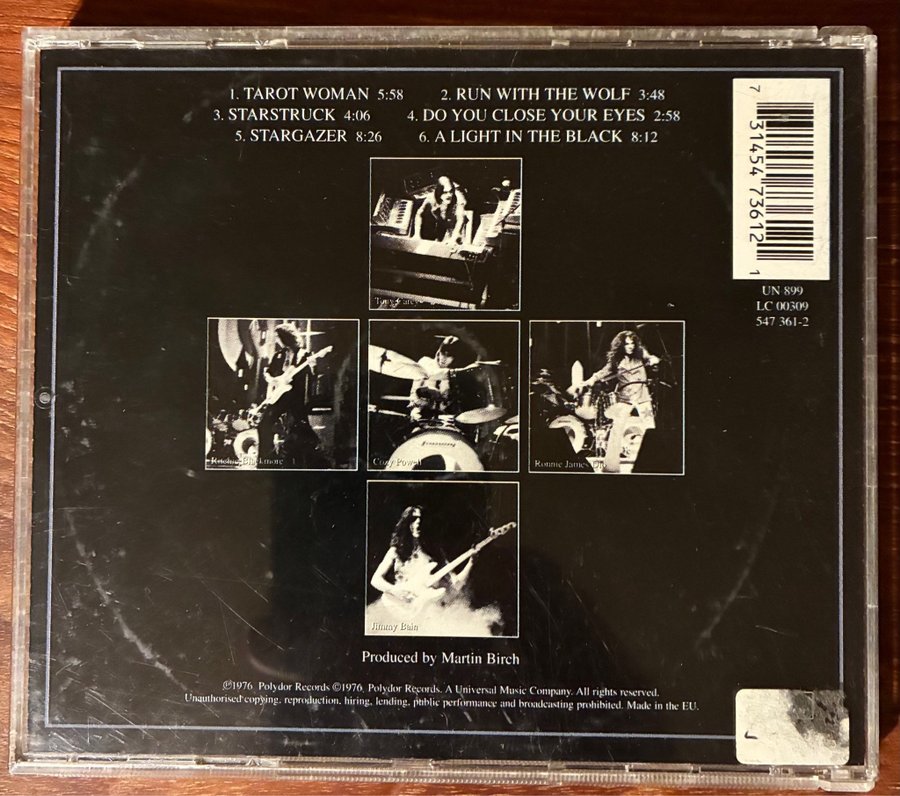 1. TAROT WOMAN 5:58 2. RUN WITH THE WOLF 3:48
3. STARSTRUCK 4:06 4. DO YOU CLOSE YOUR EYES 2:58
5. STARGAZER 8:26 6. A LIGHT IN THE BLACK 8:12
7 31454 73612 1
UN 899
LC 00309
547 361-2
Tony Carey
Ritchie Blackmore
Cozy Powell
Ronnie James Dio
Jimmy Bain
Produced by Martin Birch
℗1976 Polydor Records ©1976 Polydor Records. A Universal Music Company. All rights reserved.
Unauthorised copying, reproduction, hiring, lending, public performance and broadcasting prohibited. Made in the EU.